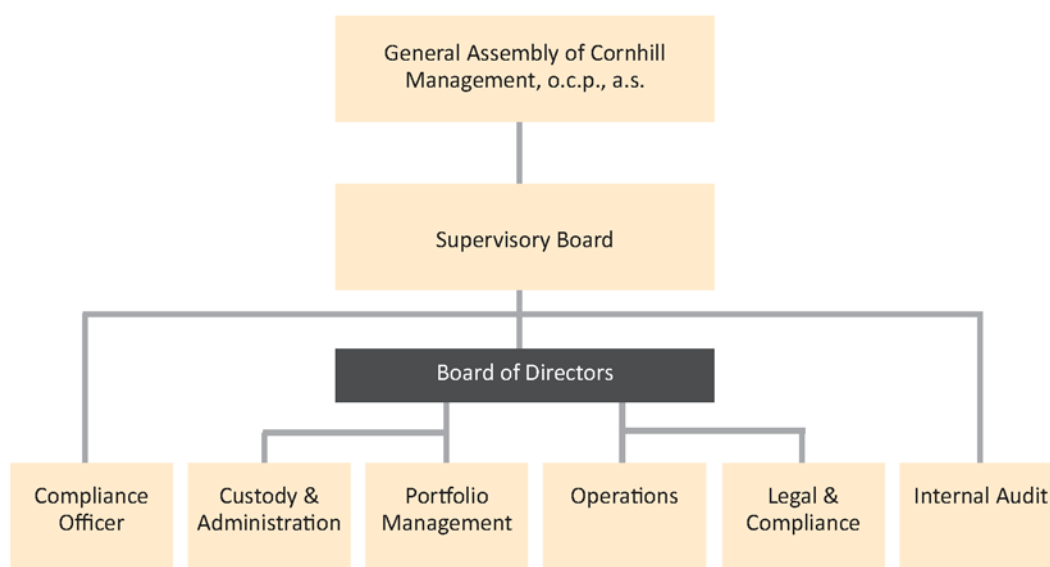 General Assembly of Cornhill
Management, o.c.p., a.s.
Supervisory Board
Board of Directors
Compliance
Officer
Custody &
Administration
Portfolio
Management
Operations
Legal &
Compliance
Internal Audit